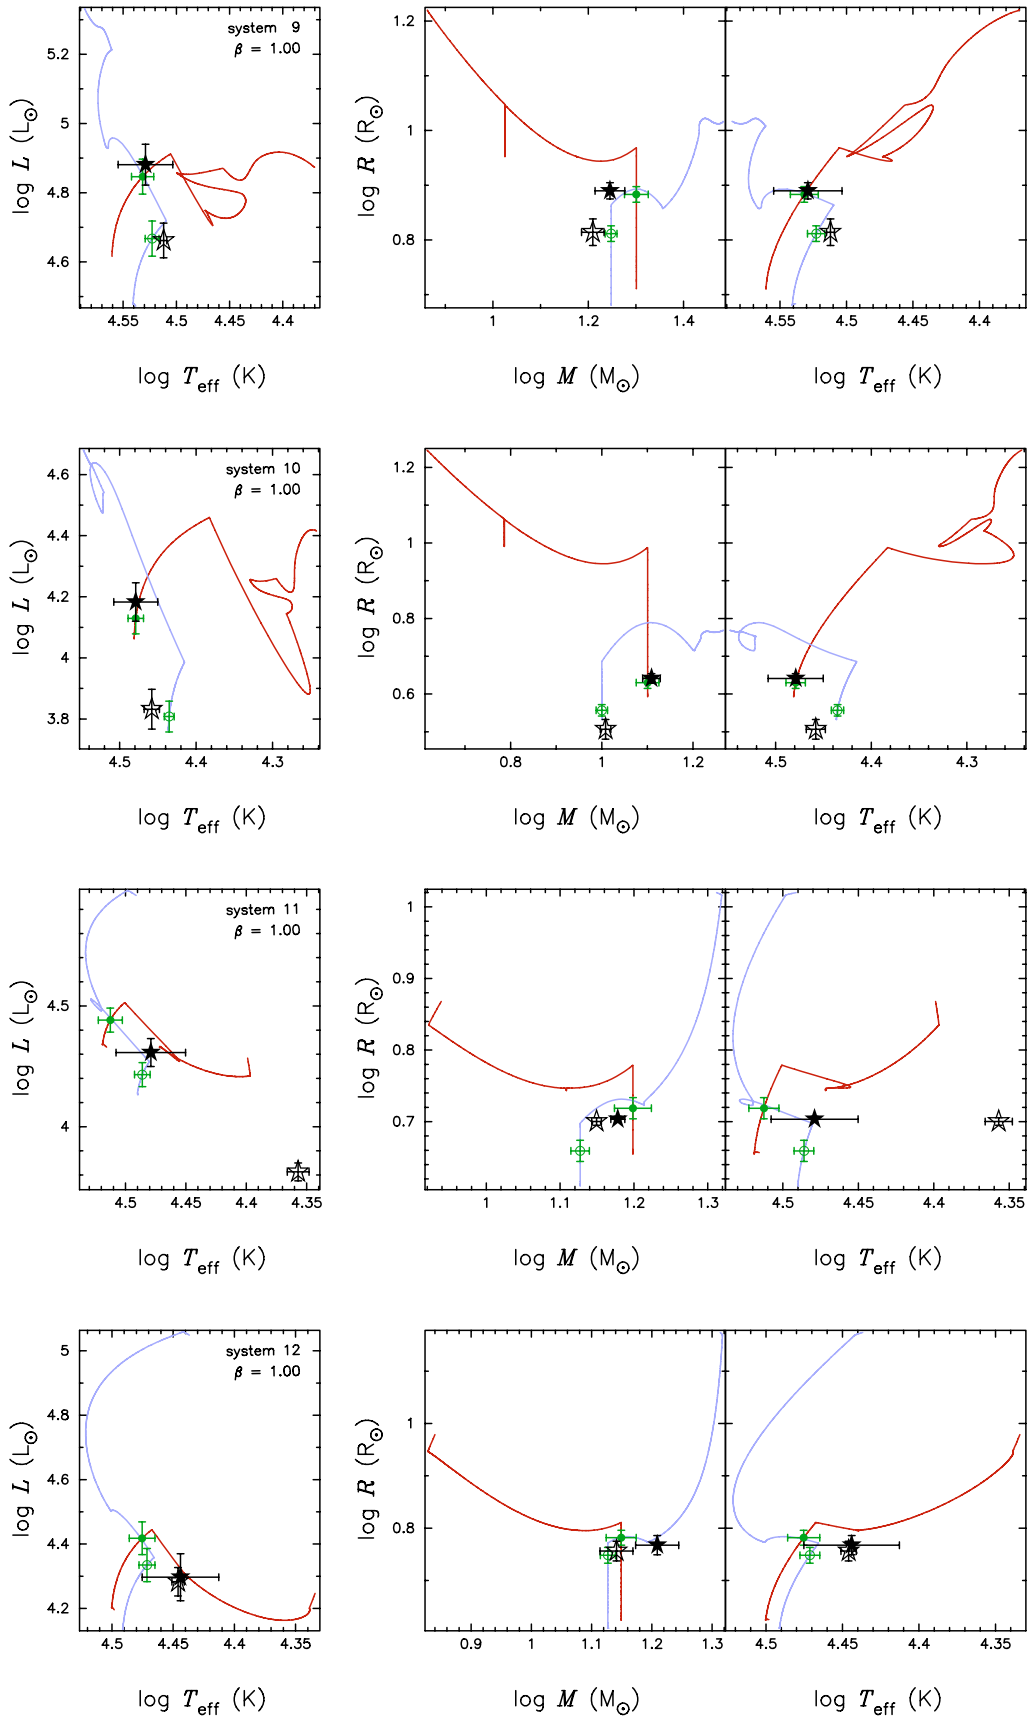 system 9
β = 1.00
5.2
5
4.8
4.6
log L (L☉)
4.55 4.5 4.45 4.4
log T_eff (K)
1.2
1
0.8
log R (R☉)
1 1.2 1.4
log M (M☉)
4.55 4.5 4.45 4.4
log T_eff (K)
system 10
β = 1.00
4.6
4.4
4.2
4
3.8
log L (L☉)
4.5 4.4 4.3
log T_eff (K)
1.2
1
0.8
0.6
log R (R☉)
0.8 1 1.2
log M (M☉)
4.5 4.4 4.3
log T_eff (K)
system 11
β = 1.00
4.5
4
log L (L☉)
4.5 4.45 4.4 4.35
log T_eff (K)
1
0.9
0.8
0.7
log R (R☉)
1 1.1 1.2 1.3
log M (M☉)
4.5 4.45 4.4 4.35
log T_eff (K)
system 12
β = 1.00
5
4.8
4.6
4.4
4.2
log L (L☉)
4.5 4.45 4.4 4.35
log T_eff (K)
1
0.8
log R (R☉)
0.9 1 1.1 1.2 1.3
log M (M☉)
4.5 4.45 4.4 4.35
log T_eff (K)